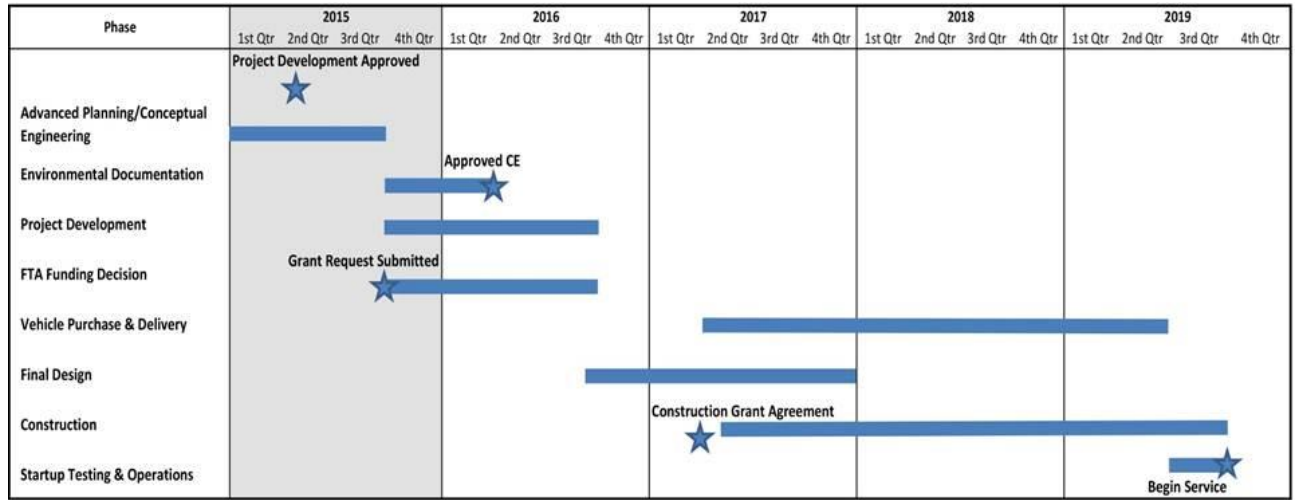 Phase
2015 2016 2017 2018 2019
1st Qtr 2nd Qtr 3rd Qtr 4th Qtr 1st Qtr 2nd Qtr 3rd Qtr 4th Qtr 1st Qtr 2nd Qtr 3rd Qtr 4th Qtr 1st Qtr 2nd Qtr 3rd Qtr 4th Qtr 1st Qtr 2nd Qtr 3rd Qtr 4th Qtr
Project Development Approved
Advanced Planning/Conceptual
Engineering
Approved CE
Environmental Documentation
Project Development
Grant Request Submitted
FTA Funding Decision
Vehicle Purchase & Delivery
Final Design
Construction Grant Agreement
Construction
Startup Testing & Operations
Begin Service